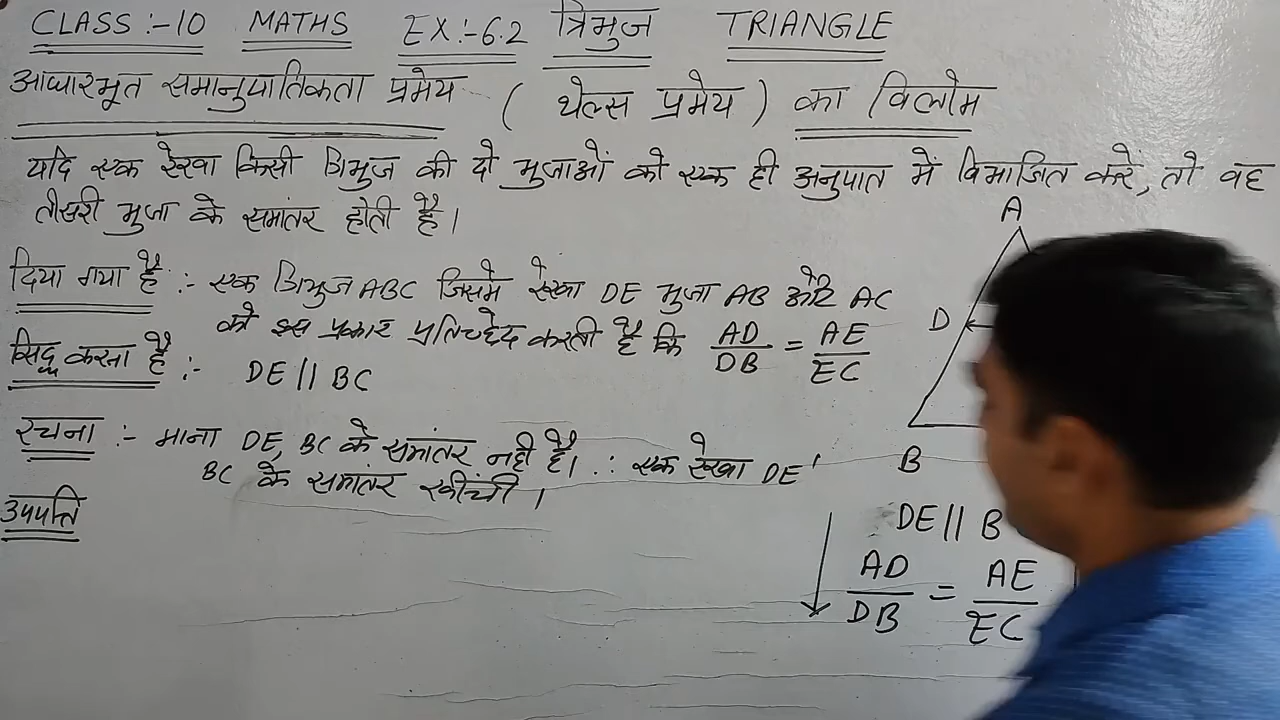 CLASS :- 10 MATHS EX :- 6.2 त्रिभुज TRIANGLE
आधारभूत समानुपातिकता प्रमेय ( थेल्स प्रमेय ) का विलोम
यदि एक रेखा किसी त्रिभुज की दो भुजाओं को एक ही अनुपात में विभाजित करें, तो वह
तीसरी भुजा के समांतर होती है।
दिया गया है :- एक त्रिभुज ABC जिसमे रेखा DE भुजा AB और AC
को इस प्रकार प्रतिच्छेद करती है कि AD/DB = AE/EC
सिद्ध करना है :- DE || BC
रचना :- माना DE, BC के समांतर नही है। ∴ एक रेखा DE'
BC के समांतर खींची ।
उपपत्ति
A
D
B
DE || B
AD/DB = AE/EC